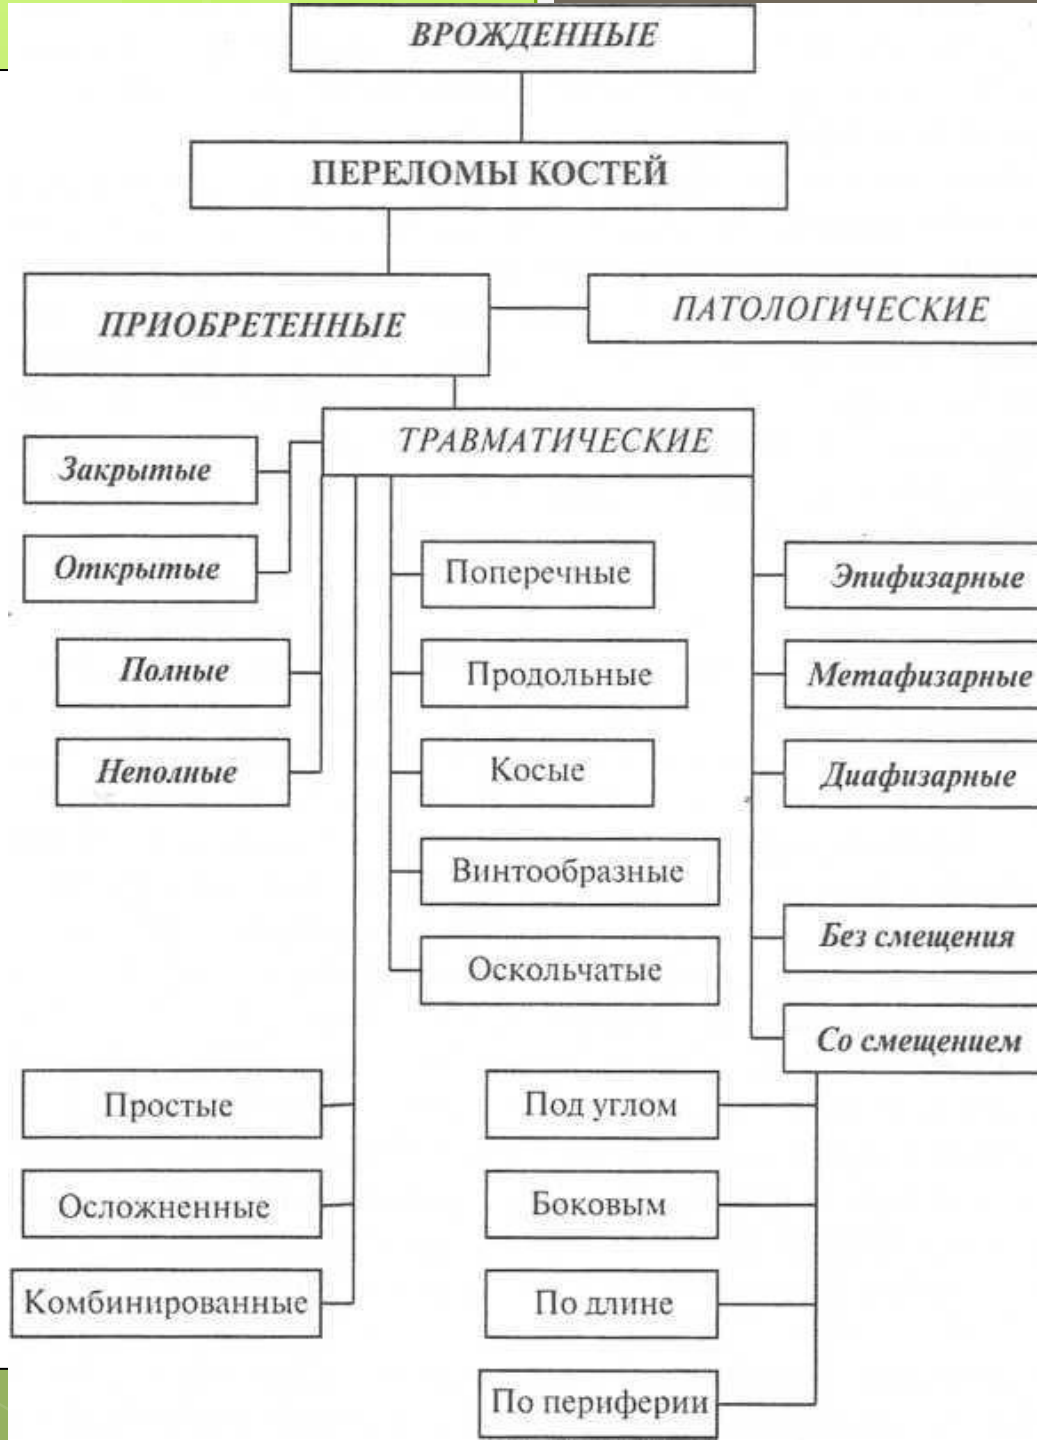 ВРОЖДЕННЫЕ
ПЕРЕЛОМЫ КОСТЕЙ
ПРИОБРЕТЕННЫЕ
ПАТОЛОГИЧЕСКИЕ
ТРАВМАТИЧЕСКИЕ
Закрытые
Открытые
Полные
Неполные
Поперечные
Продольные
Косые
Винтообразные
Оскольчатые
Эпифизарные
Метафизарные
Диафизарные
Без смещения
Со смещением
Простые
Осложненные
Комбинированные
Под углом
Боковым
По длине
По периферии